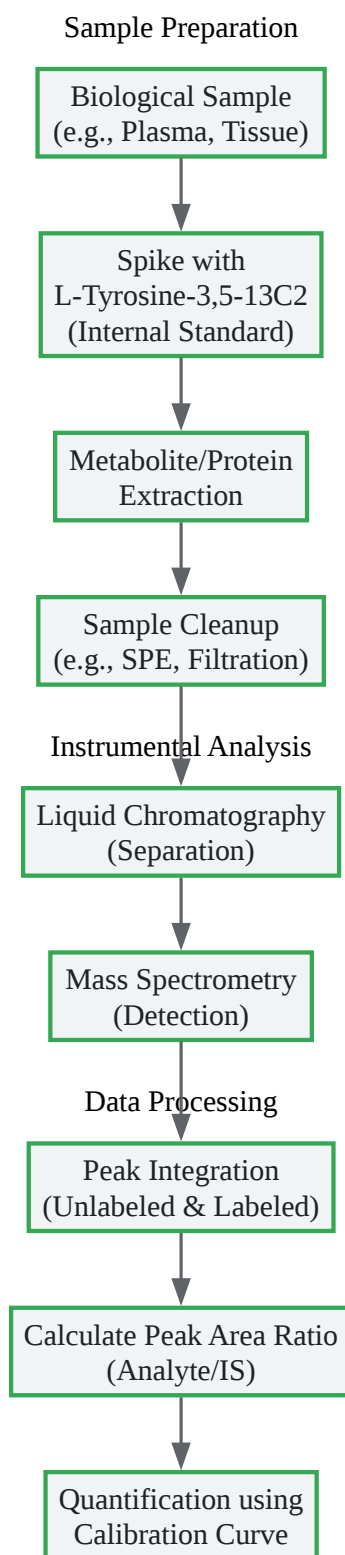 Sample Preparation
Biological Sample
(e.g., Plasma, Tissue)
Spike with
L-Tyrosine-3,5-13C2
(Internal Standard)
Metabolite/Protein
Extraction
Sample Cleanup
(e.g., SPE, Filtration)
Instrumental Analysis
Liquid Chromatography
(Separation)
Mass Spectrometry
(Detection)
Data Processing
Peak Integration
(Unlabeled & Labeled)
Calculate Peak Area Ratio
(Analyte/IS)
Quantification using
Calibration Curve